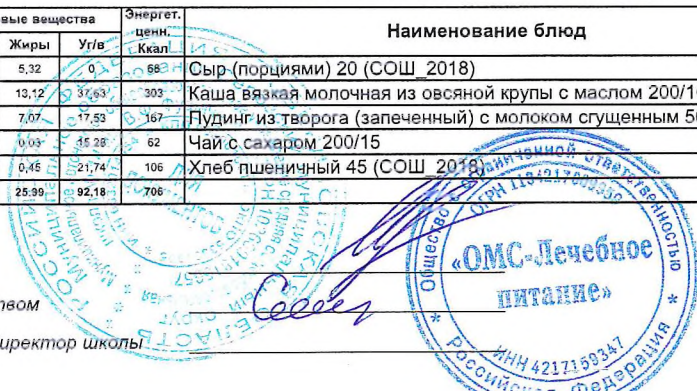 вые вещества Энергет. ценн. Ккал Наименование блюд
Жиры Уг/в
5,32 0 68 Сыр (порциями) 20 (СОШ_2018)
13,12 37,63 303 Каша вязкая молочная из овсяной крупы с маслом 200/1
7,07 17,53 167 Пудинг из творога (запеченный) с молоком сгущенным 5
0,03 15,28 62 Чай с сахаром 200/15
0,45 21,74 106 Хлеб пшеничный 45 (СОШ_2018)
25,99 92,18 706
Общество с ограниченной ответственностью
ОГРН
«ОМС-Лечебное
питание»
ИНН 4217159347
Российская Федерация
твом
иректор школы